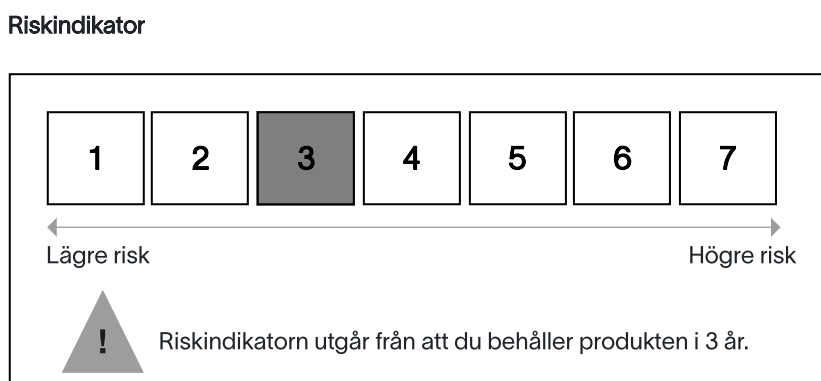 Riskindikator
1 2 3 4 5 6 7
Lägre risk Högre risk
! Riskindikatorn utgår från att du behåller produkten i 3 år.